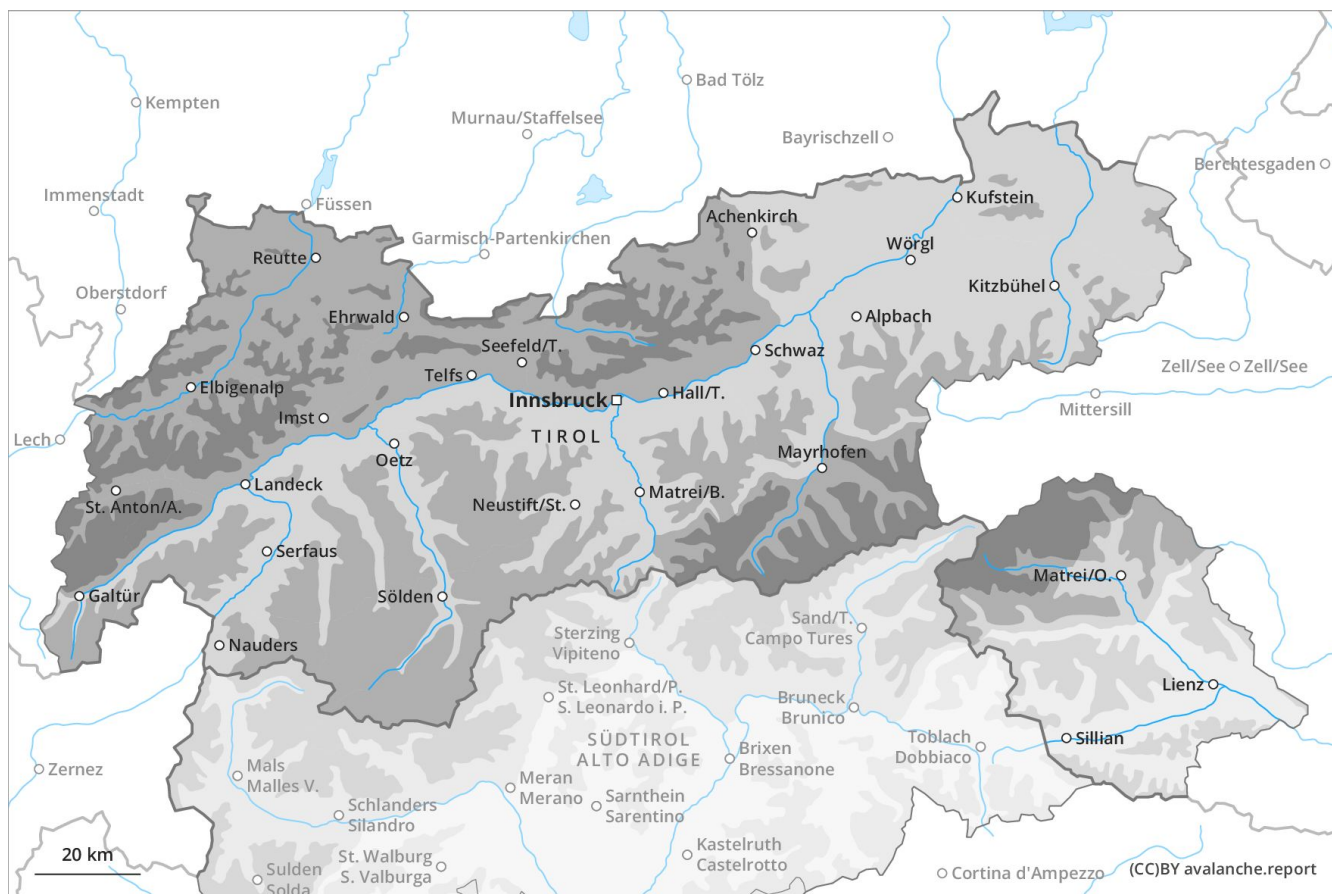 Kempten
Bad Tölz
Murnau/Staffelsee
Bayrischzell
Berchtesgaden
Immenstadt
Füssen
Kufstein
Achenkirch
Garmisch-Partenkirchen
Wörgl
Reutte
Kitzbühel
Oberstdorf
Ehrwald
Alpbach
Seefeld/T.
Schwaz
Zell/See
Zell/See
Telfs
Elbigenalp
Hall/T.
Innsbruck
Mittersill
Imst
Lech
TIROL
Oetz
Mayrhofen
Landeck
Matrei/B.
St. Anton/A.
Neustift/St.
Serfaus
Matrei/O.
Galtür
Sölden
Sand/T.
Campo Tures
Sterzing
Vipiteno
Nauders
Lienz
St. Leonhard/P.
S. Leonardo i. P.
Bruneck
Brunico
SÜDTIROL
ALTO ADIGE
Sillian
Toblach
Dobbiaco
Brixen
Bressanone
Zernez
Mals
Malles V.
Meran
Merano
Sarnthein
Sarentino
Schlanders
Silandro
Kastelruth
Castelrotto
20 km
St. Walburg
S. Valburga
Sulden
Solda
Cortina d'Ampezzo
(CC)BY avalanche.report